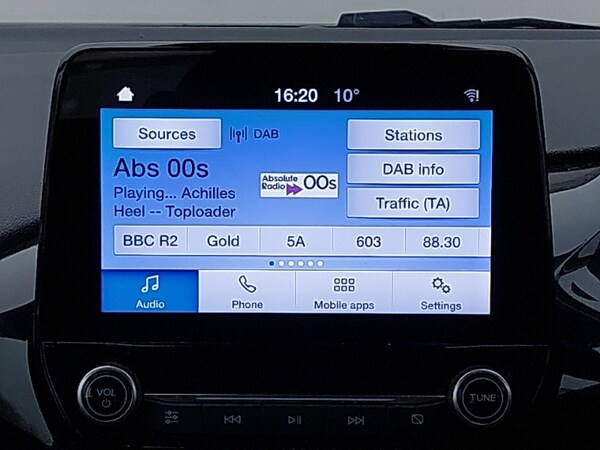 16:20 10°
Sources DAB Stations
Abs 00s
Absolute
Radio 00s
DAB info
Playing... Achilles
Heel -- Toploader
Traffic (TA)
BBC R2 Gold 5A 603 88.30
Audio Phone Mobile apps Settings
VOL TUNE